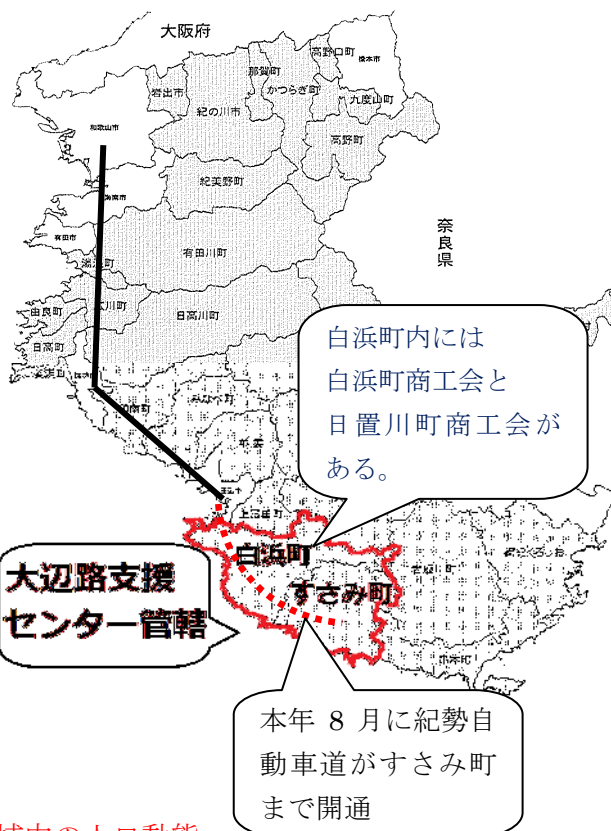 大阪府
高野口町
橋本市
那賀町
かつらぎ町
岩出市
紀の川市
九度山町
和歌山市
高野町
紀美野町
海南市
奈良県
有田市
有田川町
由良町
日高川町
日高町
白浜町内には
白浜町商工会と
日置川町商工会が
ある。
白浜町
すさみ町
大辺路支援
センター管轄
本年 8 月に紀勢自
動車道がすさみ町
まで開通